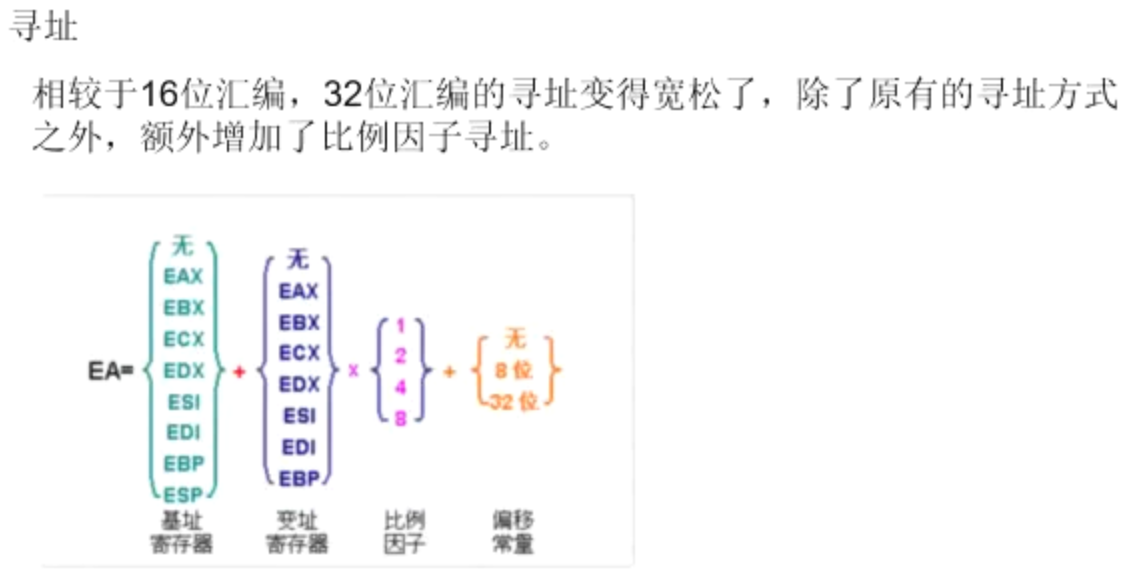 寻址
相较于16位汇编，32位汇编的寻址变得宽松了，除了原有的寻址方式
之外，额外增加了比例因子寻址。
EA=
无
EAX
EBX
ECX
EDX
ESI
EDI
EBP
ESP
基址
寄存器
+
无
EAX
EBX
ECX
EDX
ESI
EDI
EBP
变址
寄存器
×
1
2
4
8
比例
因子
+
无
8位
32位
偏移
常量